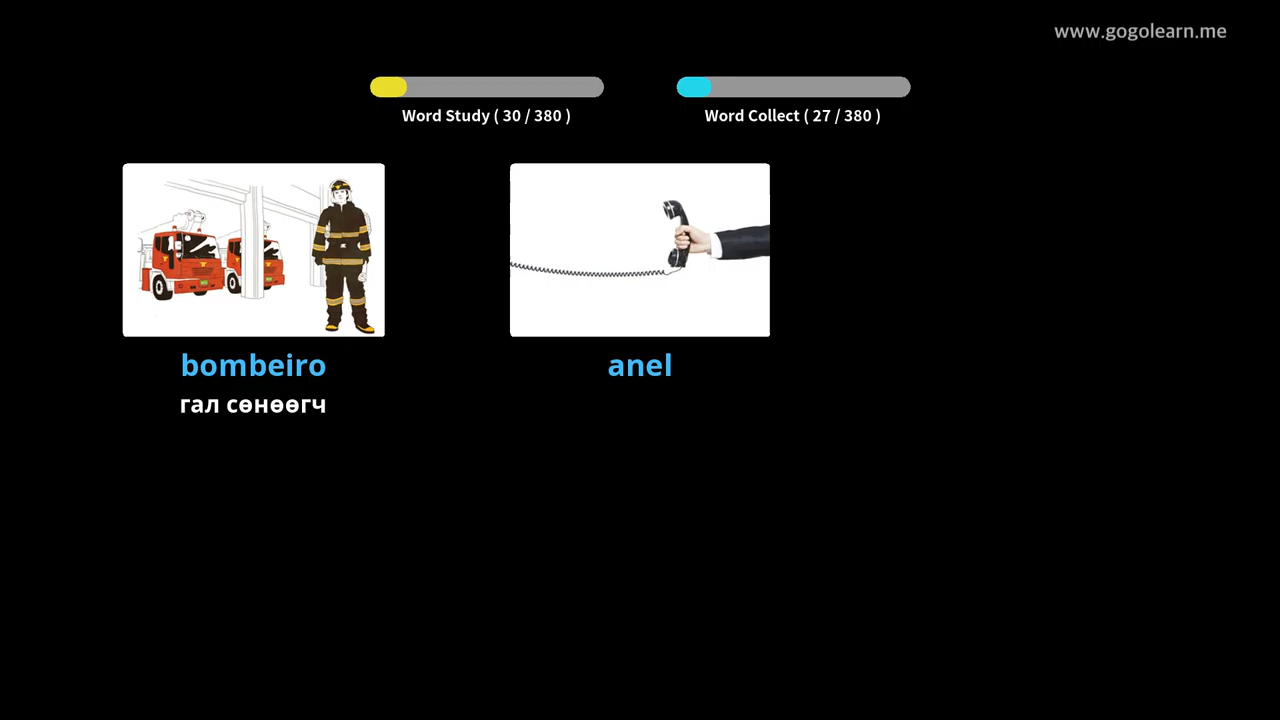 www.gogolearn.me
Word Study ( 30 / 380 )
Word Collect ( 27 / 380 )
bombeiro
гал сөнөөгч
anel